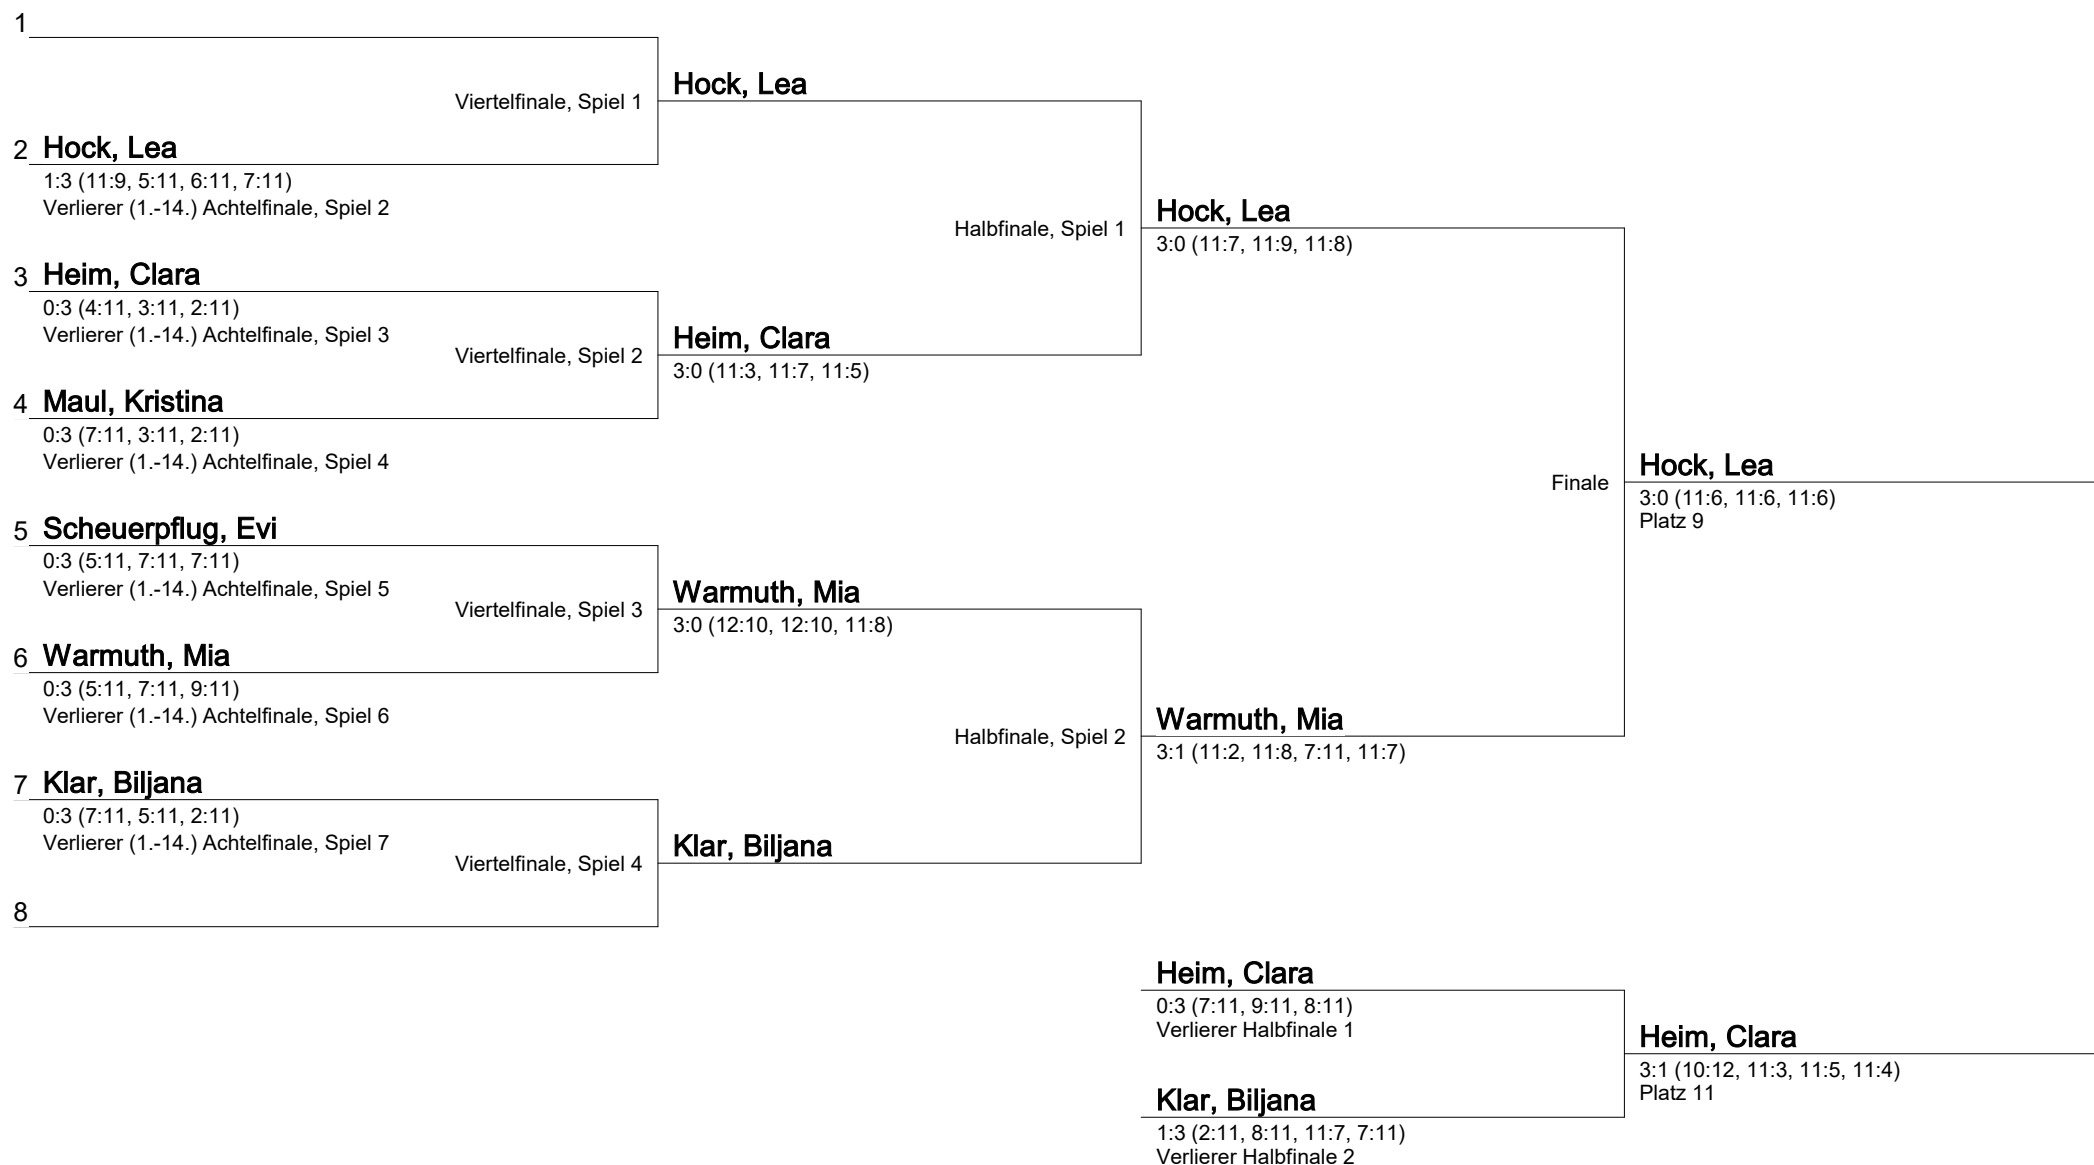 1
Viertelfinale, Spiel 1
Hock, Lea
2 Hock, Lea
1:3 (11:9, 5:11, 6:11, 7:11)
Verlierer (1.-14.) Achtelfinale, Spiel 2
Halbfinale, Spiel 1
Hock, Lea
3:0 (11:7, 11:9, 11:8)
3 Heim, Clara
0:3 (4:11, 3:11, 2:11)
Verlierer (1.-14.) Achtelfinale, Spiel 3
Viertelfinale, Spiel 2
Heim, Clara
3:0 (11:3, 11:7, 11:5)
4 Maul, Kristina
0:3 (7:11, 3:11, 2:11)
Verlierer (1.-14.) Achtelfinale, Spiel 4
Finale
Hock, Lea
3:0 (11:6, 11:6, 11:6)
Platz 9
5 Scheuerpflug, Evi
0:3 (5:11, 7:11, 7:11)
Verlierer (1.-14.) Achtelfinale, Spiel 5
Viertelfinale, Spiel 3
Warmuth, Mia
3:0 (12:10, 12:10, 11:8)
6 Warmuth, Mia
0:3 (5:11, 7:11, 9:11)
Verlierer (1.-14.) Achtelfinale, Spiel 6
Halbfinale, Spiel 2
Warmuth, Mia
3:1 (11:2, 11:8, 7:11, 11:7)
7 Klar, Biljana
0:3 (7:11, 5:11, 2:11)
Verlierer (1.-14.) Achtelfinale, Spiel 7
Viertelfinale, Spiel 4
Klar, Biljana
8
Heim, Clara
0:3 (7:11, 9:11, 8:11)
Verlierer Halbfinale 1
Heim, Clara
3:1 (10:12, 11:3, 11:5, 11:4)
Platz 11
Klar, Biljana
1:3 (2:11, 8:11, 11:7, 7:11)
Verlierer Halbfinale 2